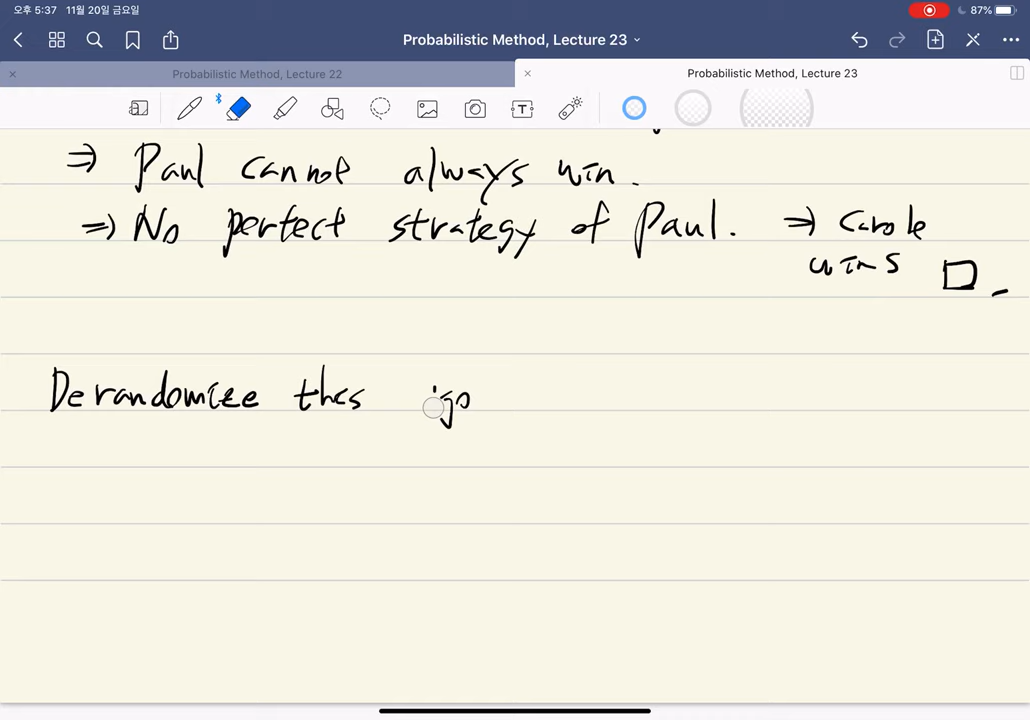 오후 5:37 11월 20일 금요일
87%
Probabilistic Method, Lecture 23
Probabilistic Method, Lecture 22
Probabilistic Method, Lecture 23
⇒ Paul cannot always win.
⇒ No perfect strategy of Paul. ⇒ Carole
wins □
Derandomize this